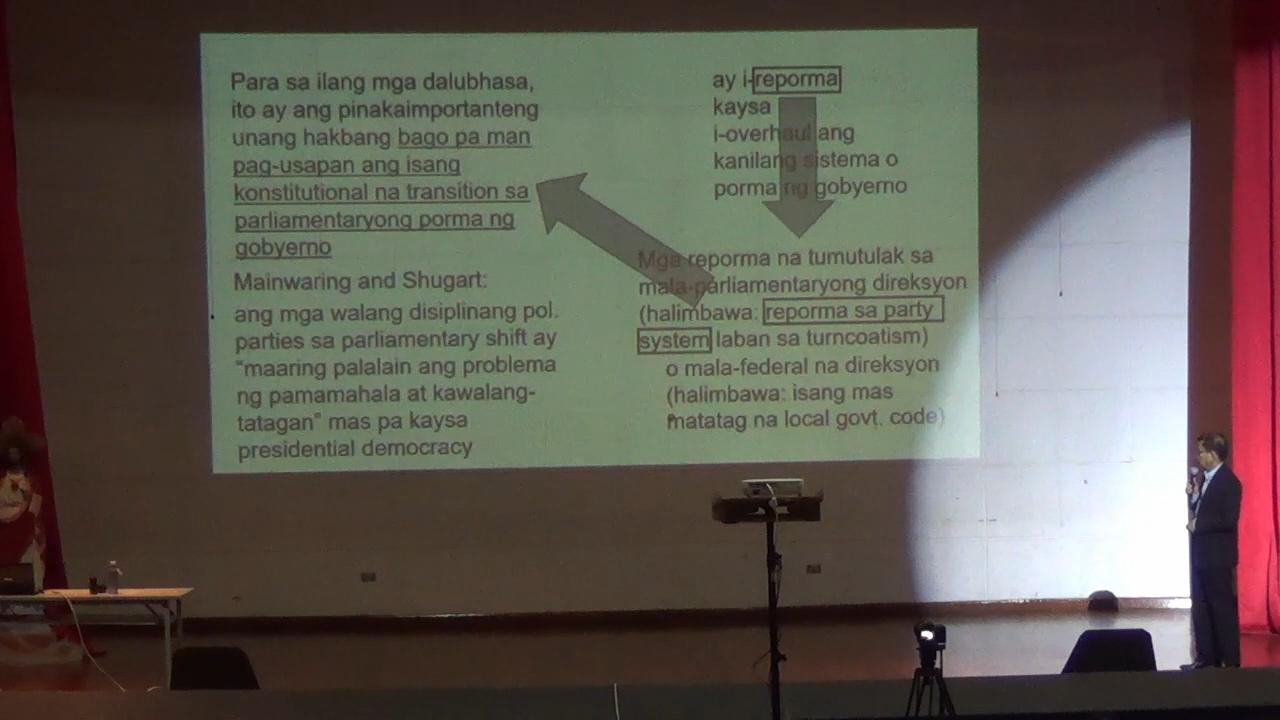 Para sa ilang mga dalubhasa,
ito ay ang pinakaimportanteng
unang hakbang bago pa man
pag-usapan ang isang
konstitutional na transition sa
parliamentaryong porma ng
gobyerno
Mainwaring and Shugart:
ang mga walang disiplinang pol.
parties sa parliamentary shift ay
“maaring palalain ang problema
ng pamamahala at kawalang-
tatagan” mas pa kaysa
presidential democracy
ay i-reporma
kaysa
i-overhaul ang
kanilang sistema o
porma ng gobyerno
Mga reporma na tumutulak sa
mala-parliamentaryong direksyon
(halimbawa: reporma sa party
system laban sa turncoatism)
o mala-federal na direksyon
(halimbawa: isang mas
matatag na local govt. code)